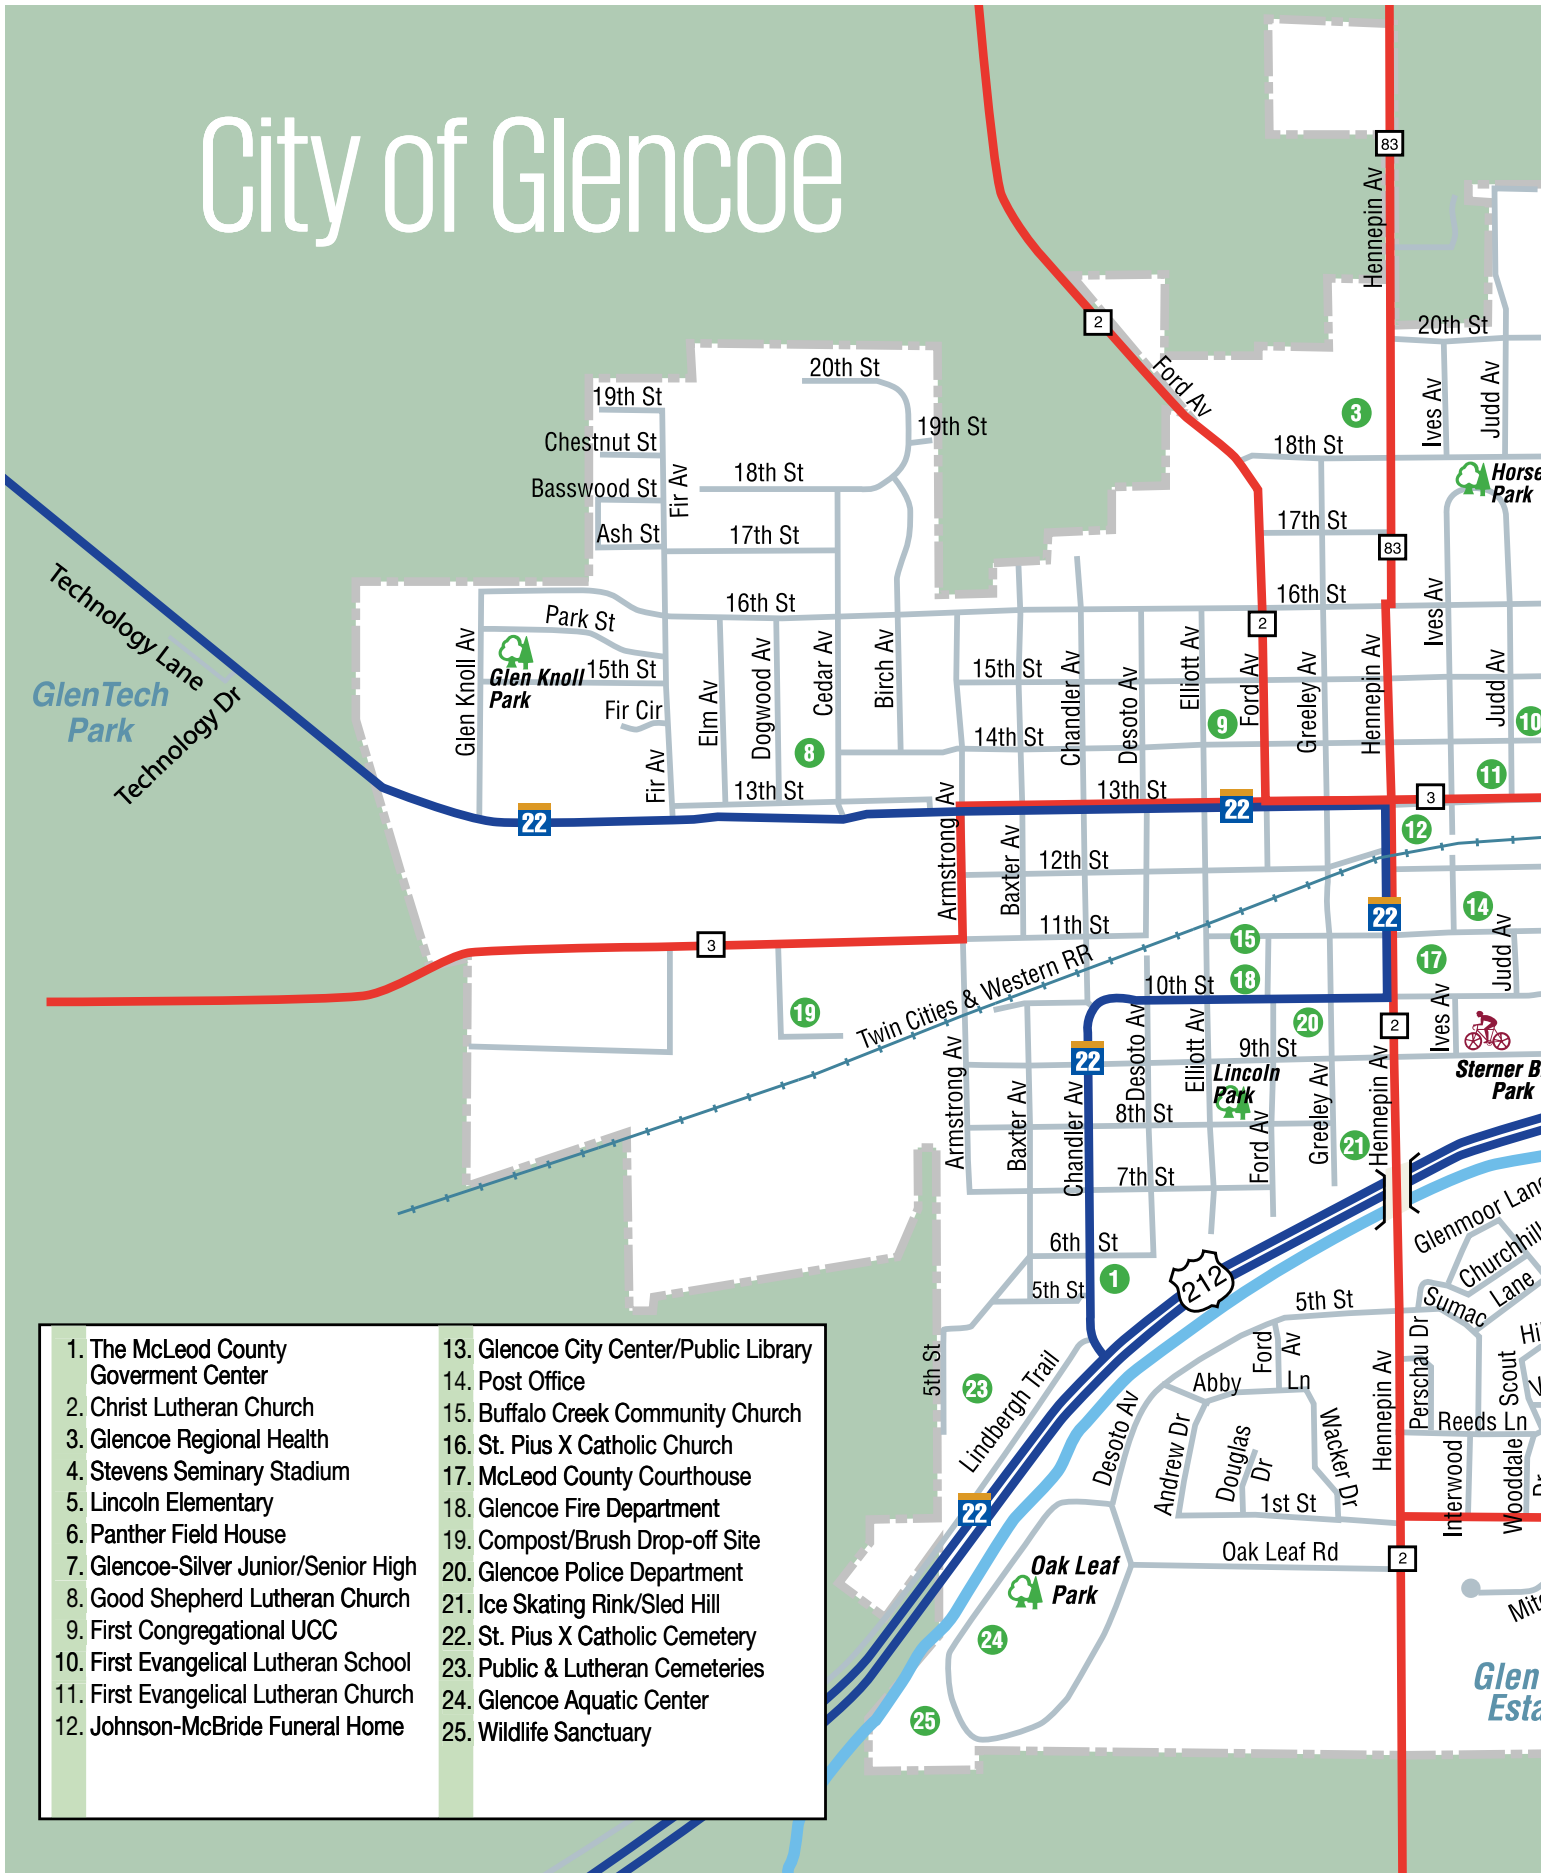 City of Glencoe
83
Hennepin Av
2
Ford Av
20th St
Ives Av
Judd Av
3
18th St
Horse
Park
17th St
83
16th St
2
Ives Av
20th St
19th St
19th St
Chestnut St
Basswood St
Fir Av
18th St
Ash St
17th St
16th St
Park St
Glen Knoll Av
Glen Knoll
Park
15th St
Fir Cir
Fir Av
Elm Av
Dogwood Av
Cedar Av
Birch Av
8
13th St
Technology Lane
GlenTech
Park
Technology Dr
22
15th St
14th St
Chandler Av
Desoto Av
Elliott Av
Ford Av
9
Greeley Av
Hennepin Av
Judd Av
10
11
13th St
22
3
12
Armstrong Av
Baxter Av
12th St
11th St
22
14
15
17
Judd Av
3
19
Twin Cities & Western RR
10th St
18
20
2
Ives Av
Sterner B
Park
22
Desoto Av
Elliott Av
9th St
Lincoln
Park
Armstrong Av
Baxter Av
Chandler Av
8th St
Ford Av
Greeley Av
21
Hennepin Av
7th St
6th St
5th St
1
212
Glenmoor Lane
Churchhill
Sumac Lane
5th St
Hi
5th St
23
Lindbergh Trail
22
Desoto Av
Ford Av
Abby Ln
Andrew Dr
Douglas Dr
Wacker Dr
1st St
Hennepin Av
Perschau Dr
Scout
V
Reeds Ln
Interwood
Wooddale
Dr
Oak Leaf Rd
2
Oak Leaf
Park
24
25
Glen
Esta
1. The McLeod County
Goverment Center
2. Christ Lutheran Church
3. Glencoe Regional Health
4. Stevens Seminary Stadium
5. Lincoln Elementary
6. Panther Field House
7. Glencoe-Silver Junior/Senior High
8. Good Shepherd Lutheran Church
9. First Congregational UCC
10. First Evangelical Lutheran School
11. First Evangelical Lutheran Church
12. Johnson-McBride Funeral Home
13. Glencoe City Center/Public Library
14. Post Office
15. Buffalo Creek Community Church
16. St. Pius X Catholic Church
17. McLeod County Courthouse
18. Glencoe Fire Department
19. Compost/Brush Drop-off Site
20. Glencoe Police Department
21. Ice Skating Rink/Sled Hill
22. St. Pius X Catholic Cemetery
23. Public & Lutheran Cemeteries
24. Glencoe Aquatic Center
25. Wildlife Sanctuary